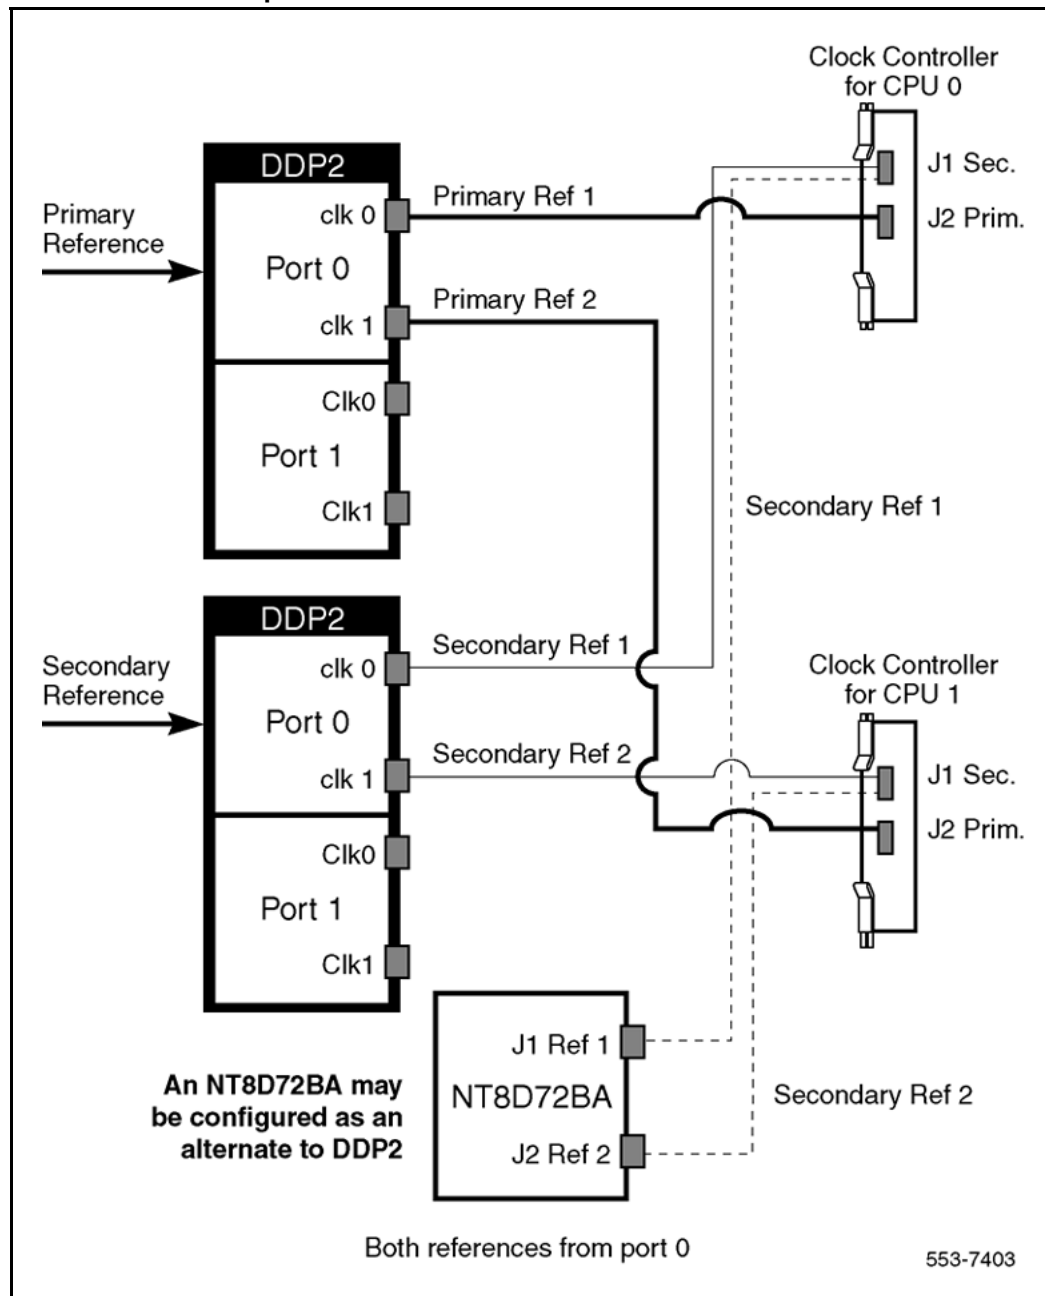 Clock Controller
for CPU 0
J1 Sec.
J2 Prim.
DDP2
Primary
Reference
clk 0
Port 0
clk 1
Clk0
Port 1
Clk1
Primary Ref 1
Primary Ref 2
Secondary Ref 1
DDP2
Secondary
Reference
clk 0
Port 0
clk 1
Clk0
Port 1
Clk1
Secondary Ref 1
Secondary Ref 2
Clock Controller
for CPU 1
J1 Sec.
J2 Prim.
J1 Ref 1
NT8D72BA
J2 Ref 2
Secondary Ref 2
An NT8D72BA may
be configured as an
alternate to DDP2
Both references from port 0
553-7403